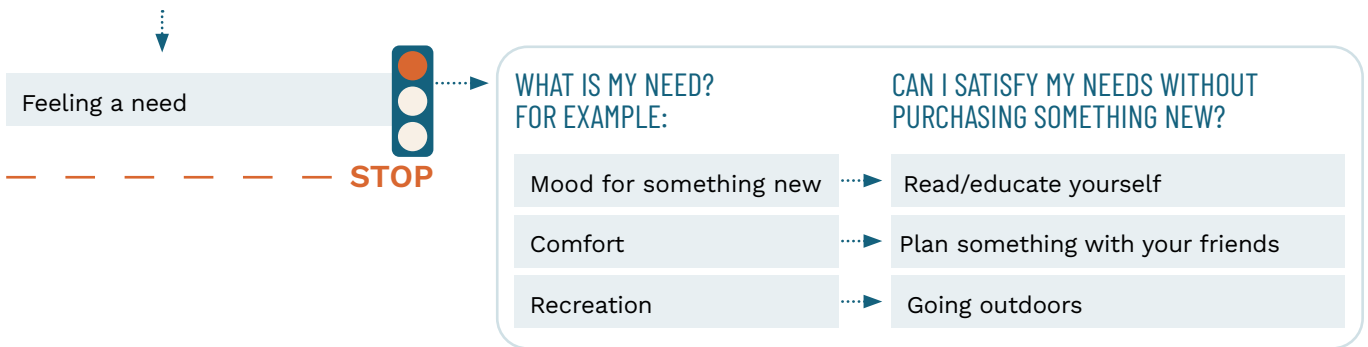 Feeling a need
STOP
WHAT IS MY NEED?
FOR EXAMPLE:
CAN I SATISFY MY NEEDS WITHOUT
PURCHASING SOMETHING NEW?
Mood for something new
Read/educate yourself
Comfort
Plan something with your friends
Recreation
Going outdoors